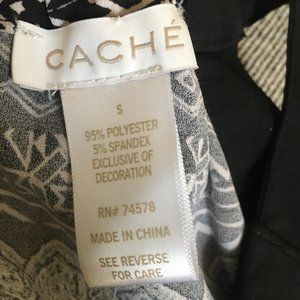 CACHÉ
S
95% POLYESTER
5% SPANDEX
EXCLUSIVE OF
DECORATION
RN# 74578
MADE IN CHINA
SEE REVERSE
FOR CARE